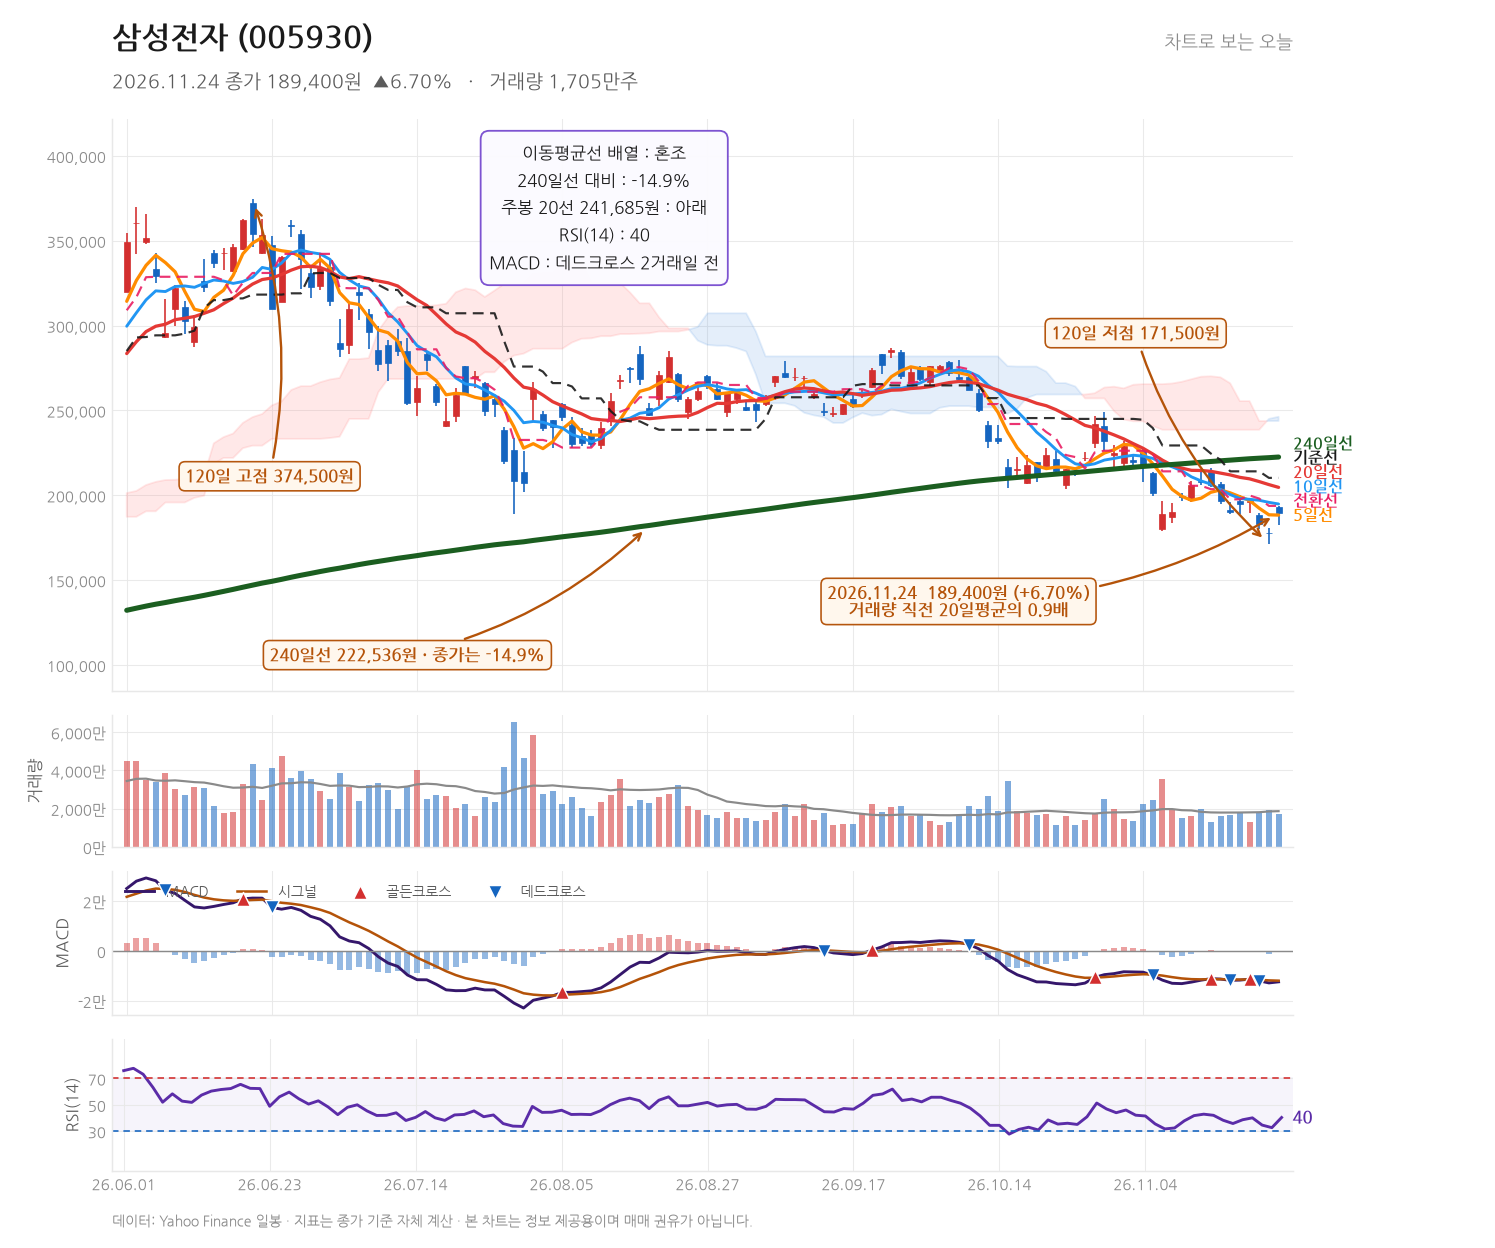 삼성전자 (005930)
차트로 보는 오늘
2026.11.24 종가 189,400원 ▲6.70% · 거래량 1,705만주
이동평균선 배열 : 혼조
240일선 대비 : -14.9%
주봉 20선 241,685원 : 아래
RSI(14) : 40
MACD : 데드크로스 2거래일 전
400,000
350,000
300,000
250,000
200,000
150,000
100,000
120일 저점 171,500원
120일 고점 374,500원
240일선
기준선
20일선
10일선
전환선
5일선
2026.11.24 189,400원 (+6.70%)
거래량 직전 20일평균의 0.9배
240일선 222,536원 · 종가는 -14.9%
거래량
6,000만
4,000만
2,000만
0만
MACD
2만
0
-2만
MACD
시그널
골든크로스
데드크로스
RSI(14)
70
50
30
40
26.06.01
26.06.23
26.07.14
26.08.05
26.08.27
26.09.17
26.10.14
26.11.04
데이터: Yahoo Finance 일봉 · 지표는 종가 기준 자체 계산 · 본 차트는 정보 제공용이며 매매 권유가 아닙니다.